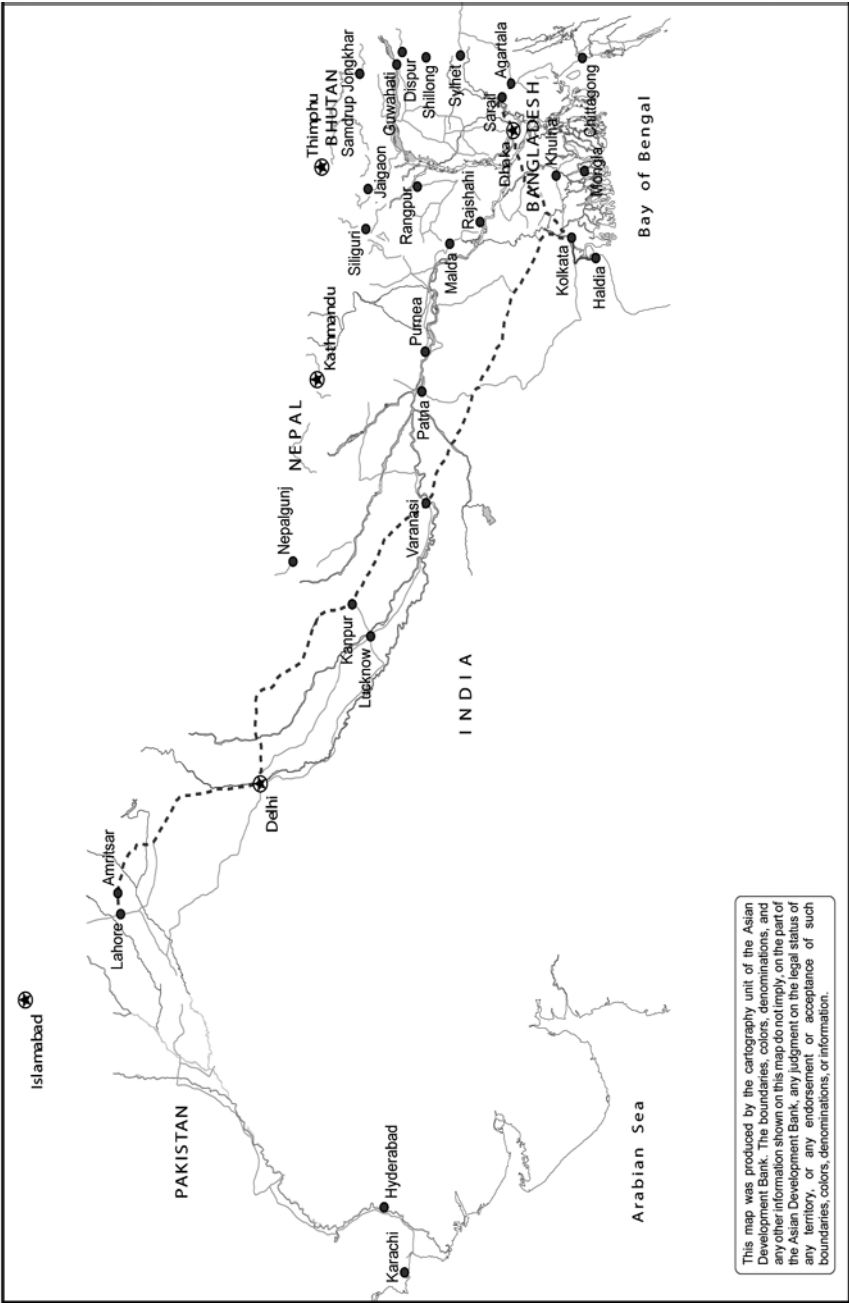 Islamabad
Amritsar
Lahore
PAKISTAN
Delhi
Nepalgunj
NEPAL
Thimphu
BHUTAN
Kathmandu
Samdrup Jongkhar
Kanpur
Siliguri
Lucknow
Jaigaon
Guwahati
Hyderabad
Karachi
Rangpur
Dispur
Varanasi
Purnea
Patna
Shillong
Malda
Sylhet
INDIA
Rajshahi
Sarail
Agartala
Dhaka
BANGLADESH
Khulna
Kolkata
Chittagong
Mongla
Haldia
Arabian Sea
Bay of Bengal
This map was produced by the cartography unit of the Asian
Development Bank. The boundaries, colors, denominations, and
any other information shown on this map do not imply, on the part of
the Asian Development Bank, any judgment on the legal status of
any territory, or any endorsement or acceptance of such
boundaries, colors, denominations, or information.